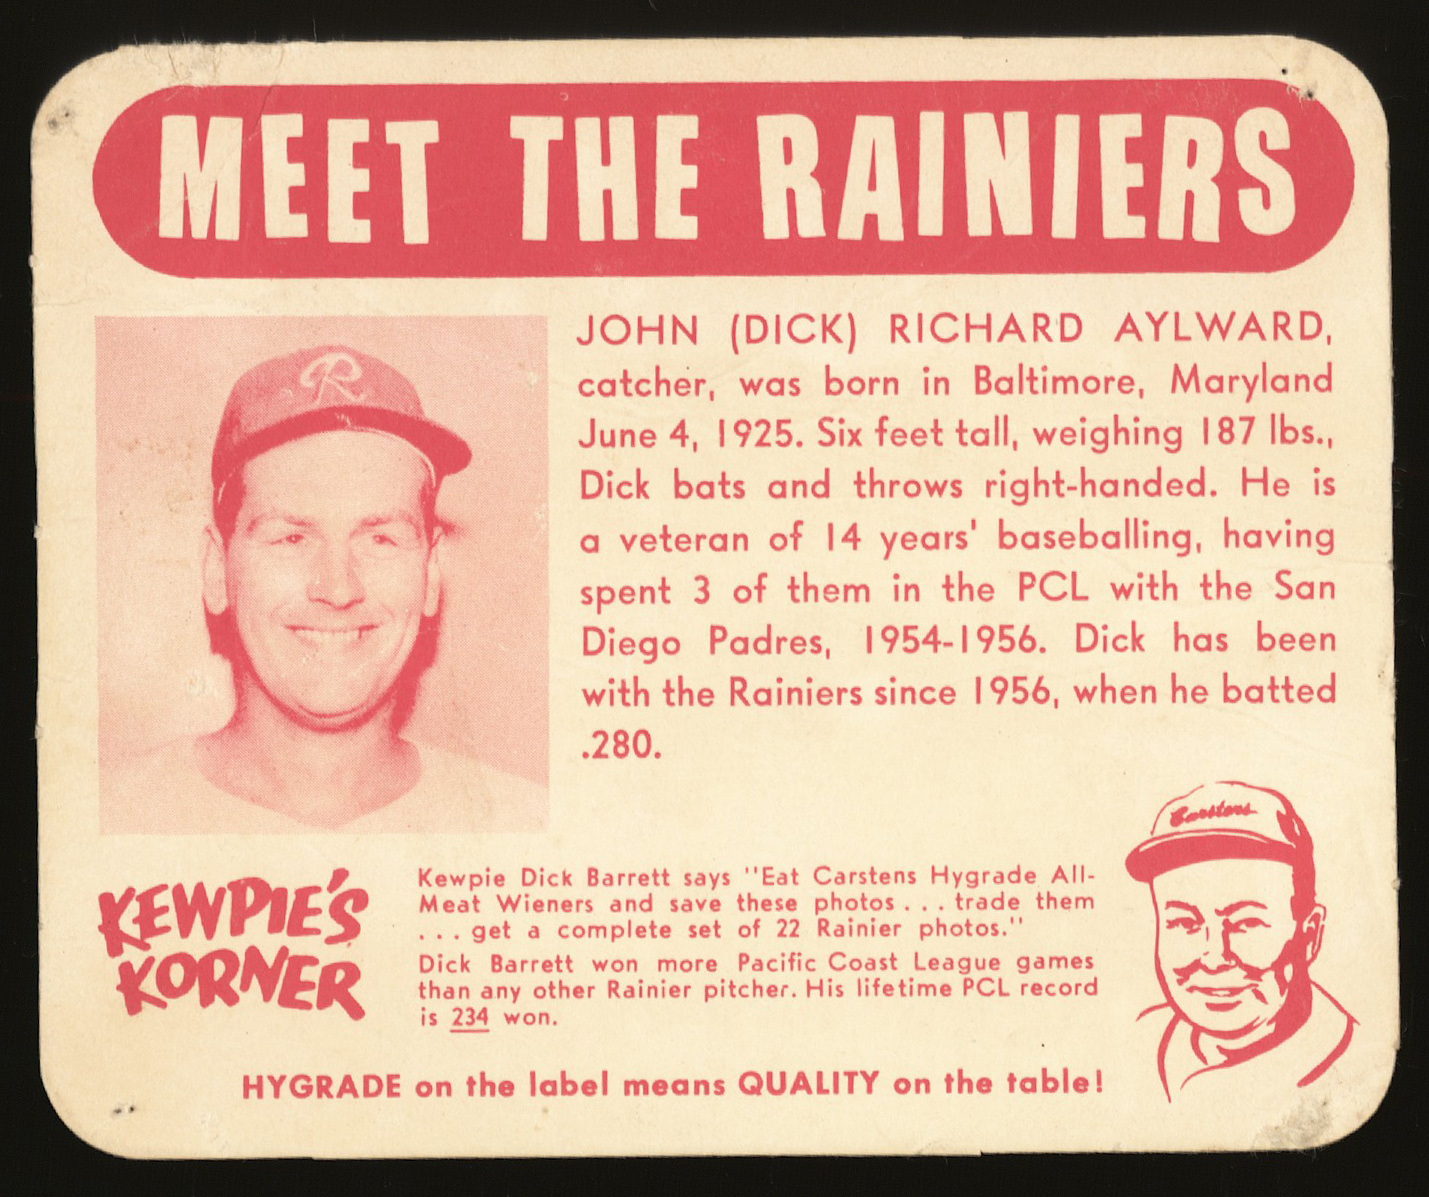 MEET THE RAINIERS
R
JOHN (DICK) RICHARD AYLWARD,
catcher, was born in Baltimore, Maryland
June 4, 1925. Six feet tall, weighing 187 lbs.,
Dick bats and throws right-handed. He is
a veteran of 14 years' baseballing, having
spent 3 of them in the PCL with the San
Diego Padres, 1954-1956. Dick has been
with the Rainiers since 1956, when he batted
.280.
Carstens
KEWPIE'S
KORNER
Kewpie Dick Barrett says "Eat Carstens Hygrade All-
Meat Wieners and save these photos . . . trade them
. . . get a complete set of 22 Rainier photos."
Dick Barrett won more Pacific Coast League games
than any other Rainier pitcher. His lifetime PCL record
is 234 won.
HYGRADE on the label means QUALITY on the table!